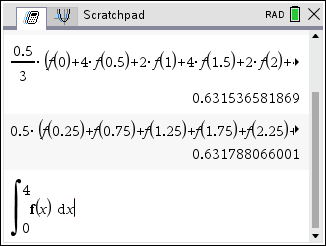 Scratchpad RAD
0.5/3·(f(0)+4·f(0.5)+2·f(1)+4·f(1.5)+2·f(2)+▸
0.631536581869
0.5·(f(0.25)+f(0.75)+f(1.25)+f(1.75)+f(2.25)+▸
0.631788066001
∫₀⁴ f(x) dx